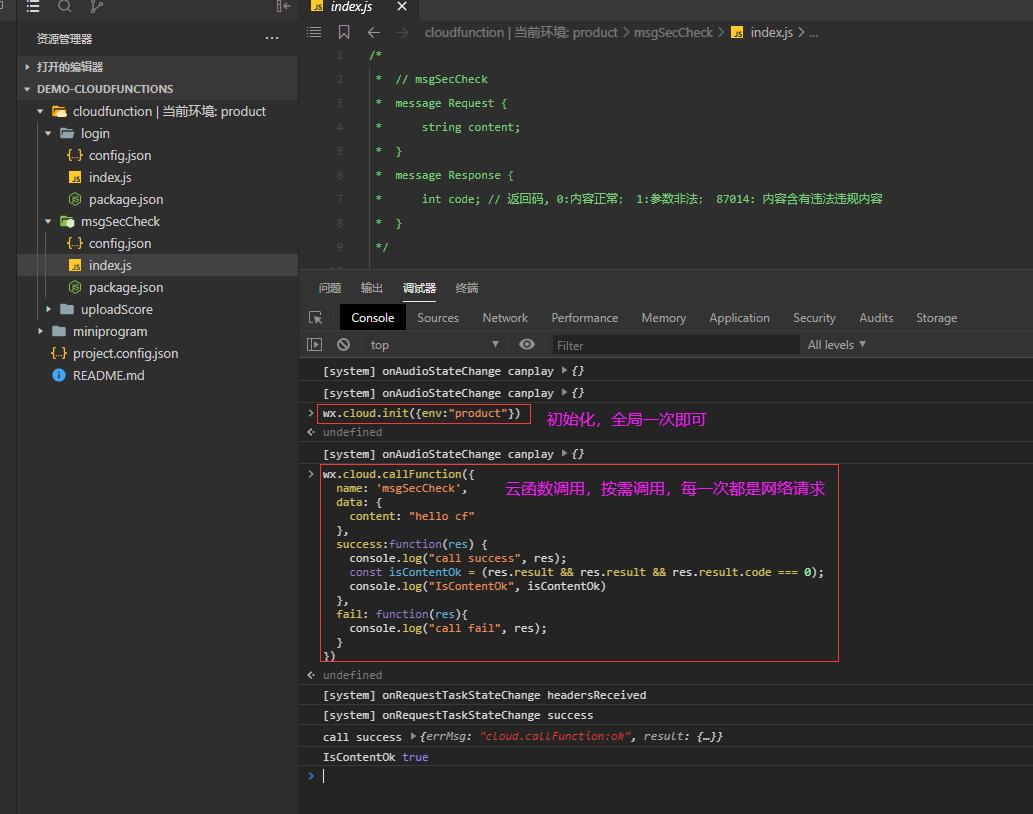 index.js
资源管理器
打开的编辑器
DEMO-CLOUDFUNCTIONS
cloudfunction | 当前环境: product
login
config.json
index.js
package.json
msgSecCheck
config.json
index.js
package.json
uploadScore
miniprogram
project.config.json
README.md
cloudfunction | 当前环境: product > msgSecCheck > index.js > ...
1 /*
2 * // msgSecCheck
3 * message Request {
4 * string content;
5 * }
6 * message Response {
7 * int code; // 返回码, 0:内容正常; 1:参数非法; 87014: 内容含有违法违规内容
8 * }
9 */
问题 输出 调试器 终端
Console Sources Network Performance Memory Application Security Audits Storage
top Filter All levels
[system] onAudioStateChange canplay {}
[system] onAudioStateChange canplay {}
wx.cloud.init({env:"product"}) 初始化，全局一次即可
undefined
[system] onAudioStateChange canplay {}
wx.cloud.callFunction({
name: 'msgSecCheck', 云函数调用，按需调用，每一次都是网络请求
data: {
content: "hello cf"
},
success:function(res) {
console.log("call success", res);
const isContentOk = (res.result && res.result && res.result.code === 0);
console.log("IsContentOk", isContentOk)
},
fail: function(res){
console.log("call fail", res);
}
})
undefined
[system] onRequestTaskStateChange headersReceived
[system] onRequestTaskStateChange success
call success {errMsg: "cloud.callFunction:ok", result: {…}}
IsContentOk true